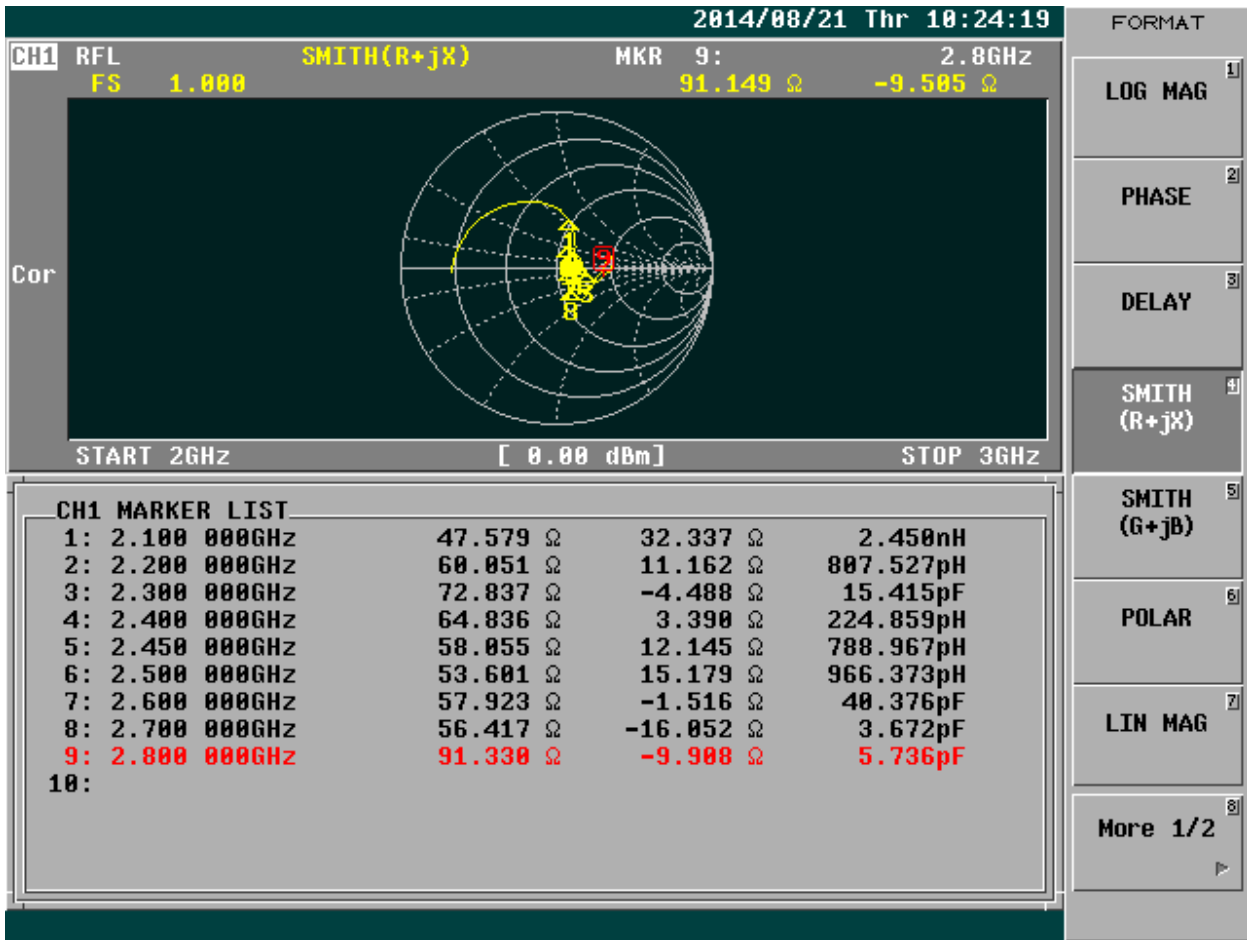 2014/08/21 Thr 10:24:19
CH1 RFL SMITH(R+jX) MKR 9: 2.8GHz
FS 1.000 91.149 Ω -9.505 Ω
9
Cor
START 2GHz [ 0.00 dBm] STOP 3GHz
CH1 MARKER LIST
1: 2.100 000GHz 47.579 Ω 32.337 Ω 2.450nH
2: 2.200 000GHz 60.051 Ω 11.162 Ω 807.527pH
3: 2.300 000GHz 72.837 Ω -4.488 Ω 15.415pF
4: 2.400 000GHz 64.836 Ω 3.390 Ω 224.859pH
5: 2.450 000GHz 58.055 Ω 12.145 Ω 788.967pH
6: 2.500 000GHz 53.601 Ω 15.179 Ω 966.373pH
7: 2.600 000GHz 57.923 Ω -1.516 Ω 40.376pF
8: 2.700 000GHz 56.417 Ω -16.052 Ω 3.672pF
9: 2.800 000GHz 91.330 Ω -9.908 Ω 5.736pF
10:
FORMAT
1
LOG MAG
2
PHASE
3
DELAY
4
SMITH
(R+jX)
5
SMITH
(G+jB)
6
POLAR
7
LIN MAG
8
More 1/2